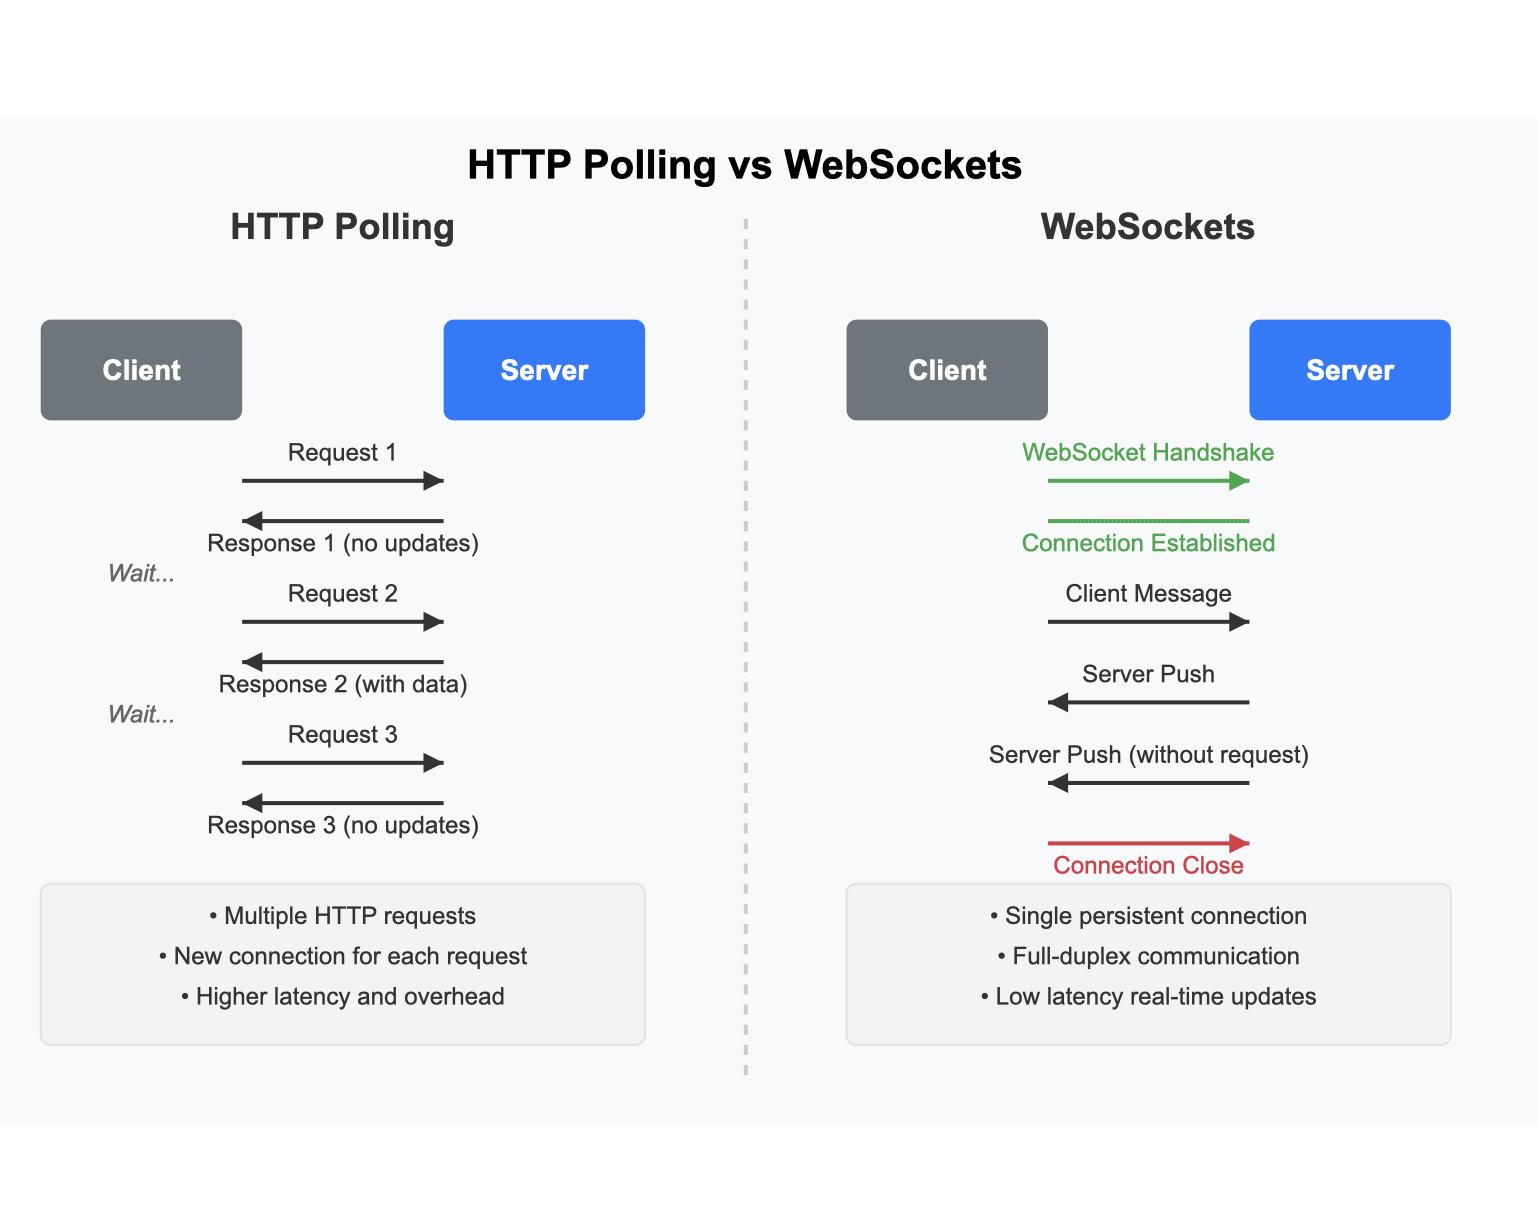 HTTP Polling vs WebSockets
HTTP Polling
Client
Server
Request 1
Response 1 (no updates)
Wait...
Request 2
Response 2 (with data)
Wait...
Request 3
Response 3 (no updates)
• Multiple HTTP requests
• New connection for each request
• Higher latency and overhead
WebSockets
Client
Server
WebSocket Handshake
Connection Established
Client Message
Server Push
Server Push (without request)
Connection Close
• Single persistent connection
• Full-duplex communication
• Low latency real-time updates